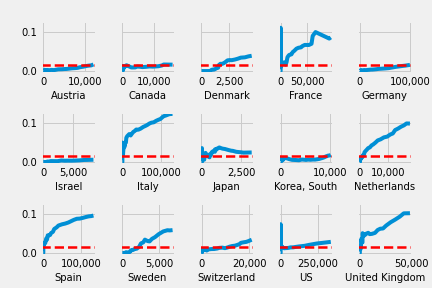 0.1
0.0
0 10,000 0 10,000 2,500 0 50,000 0 100,000
Austria Canada Denmark France Germany
0.1
0.0
0 5,000 0 100,000 0 2,500 0 10,000 0 10,000
Israel Italy Japan Korea, South Netherlands
0.1
0.0
0 100,000 0 5,000 0 20,000 0 250,000 0 50,000
Spain Sweden Switzerland US United Kingdom